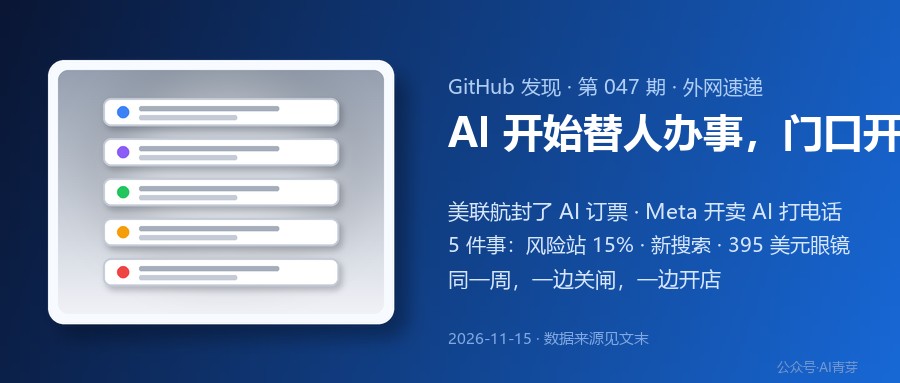 GitHub 发现 · 第 047 期 · 外网速递
AI 开始替人办事，门口开
美联航封了 AI 订票 · Meta 开卖 AI 打电话
5 件事：风险站 15% · 新搜索 · 395 美元眼镜
同一周，一边关闸，一边开店
2026-11-15 · 数据来源见文末
公众号·AI青芽